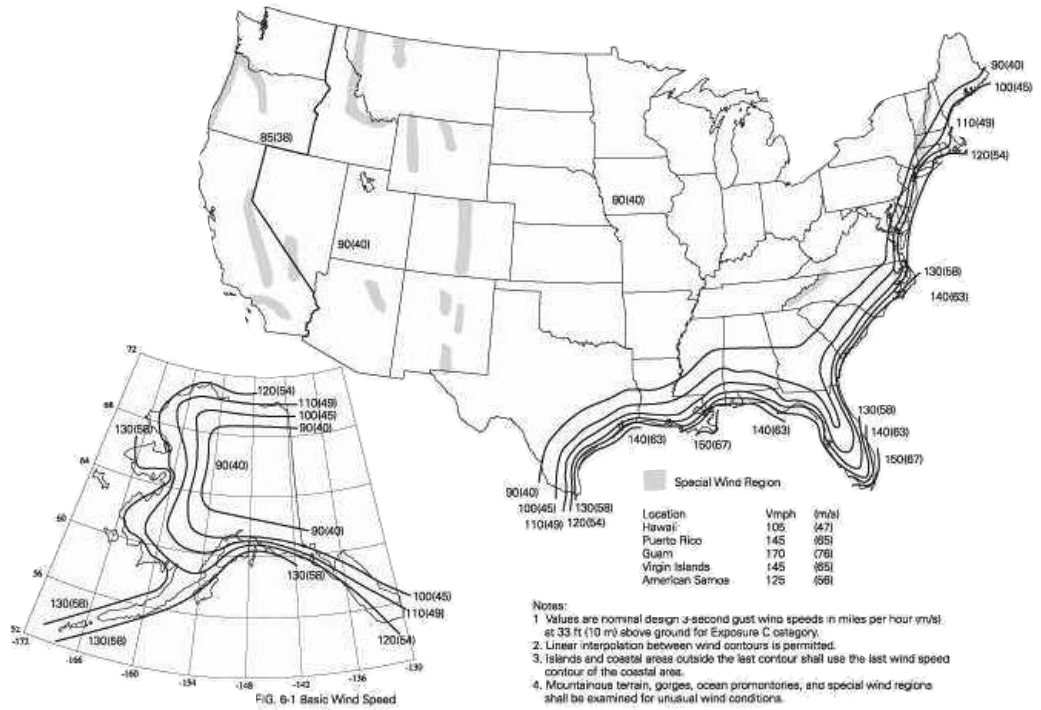 90(40)
100(45)
110(49)
120(54)
85(38)
90(40)
90(40)
130(58)
140(63)
72
68
64
60
56
52
-172
-166
-160
-154
-148
-142
-136
-130
120(54)
110(49)
100(45)
90(40)
130(58)
90(40)
90(40)
130(58)
100(45)
110(49)
120(54)
130(58)
130(58)
130(58)
140(63)
150(67)
140(63)
150(67)
140(63)
90(40)
100(45)
110(49)
120(54)
130(58)
Special Wind Region
Location Vmph (m/s)
Hawaii 105 (47)
Puerto Rico 145 (65)
Guam 170 (76)
Virgin Islands 145 (65)
American Samoa 125 (56)
Notes:
1 Values are nominal design 3-second gust wind speeds in miles per hour (m/s)
at 33 ft (10 m) above ground for Exposure C category.
2. Linear interpolation between wind contours is permitted.
3. Islands and coastal areas outside the last contour shall use the last wind speed
contour of the coastal area.
4. Mountainous terrain, gorges, ocean promontories, and special wind regions
shall be examined for unusual wind conditions.
FIG. 6-1 Basic Wind Speed